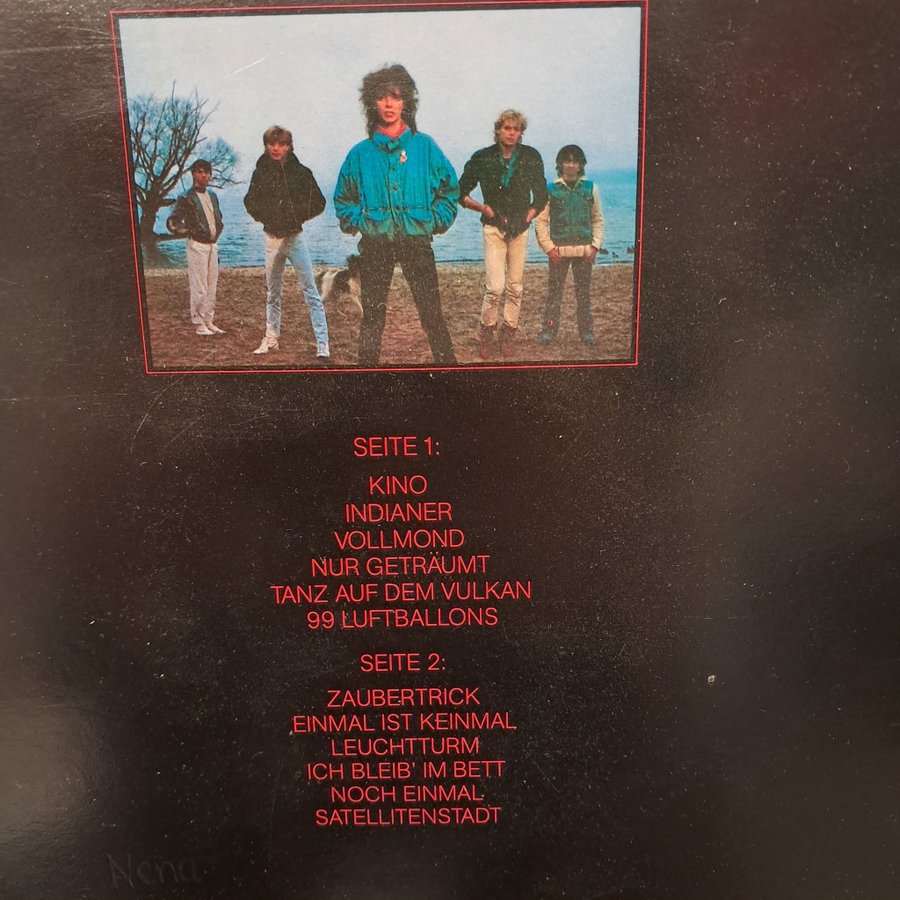 SEITE 1:
KINO
INDIANER
VOLLMOND
NUR GETRÄUMT
TANZ AUF DEM VULKAN
99 LUFTBALLONS
SEITE 2:
ZAUBERTRICK
EINMAL IST KEINMAL
LEUCHTTURM
ICH BLEIB' IM BETT
NOCH EINMAL
SATELLITENSTADT
Nena